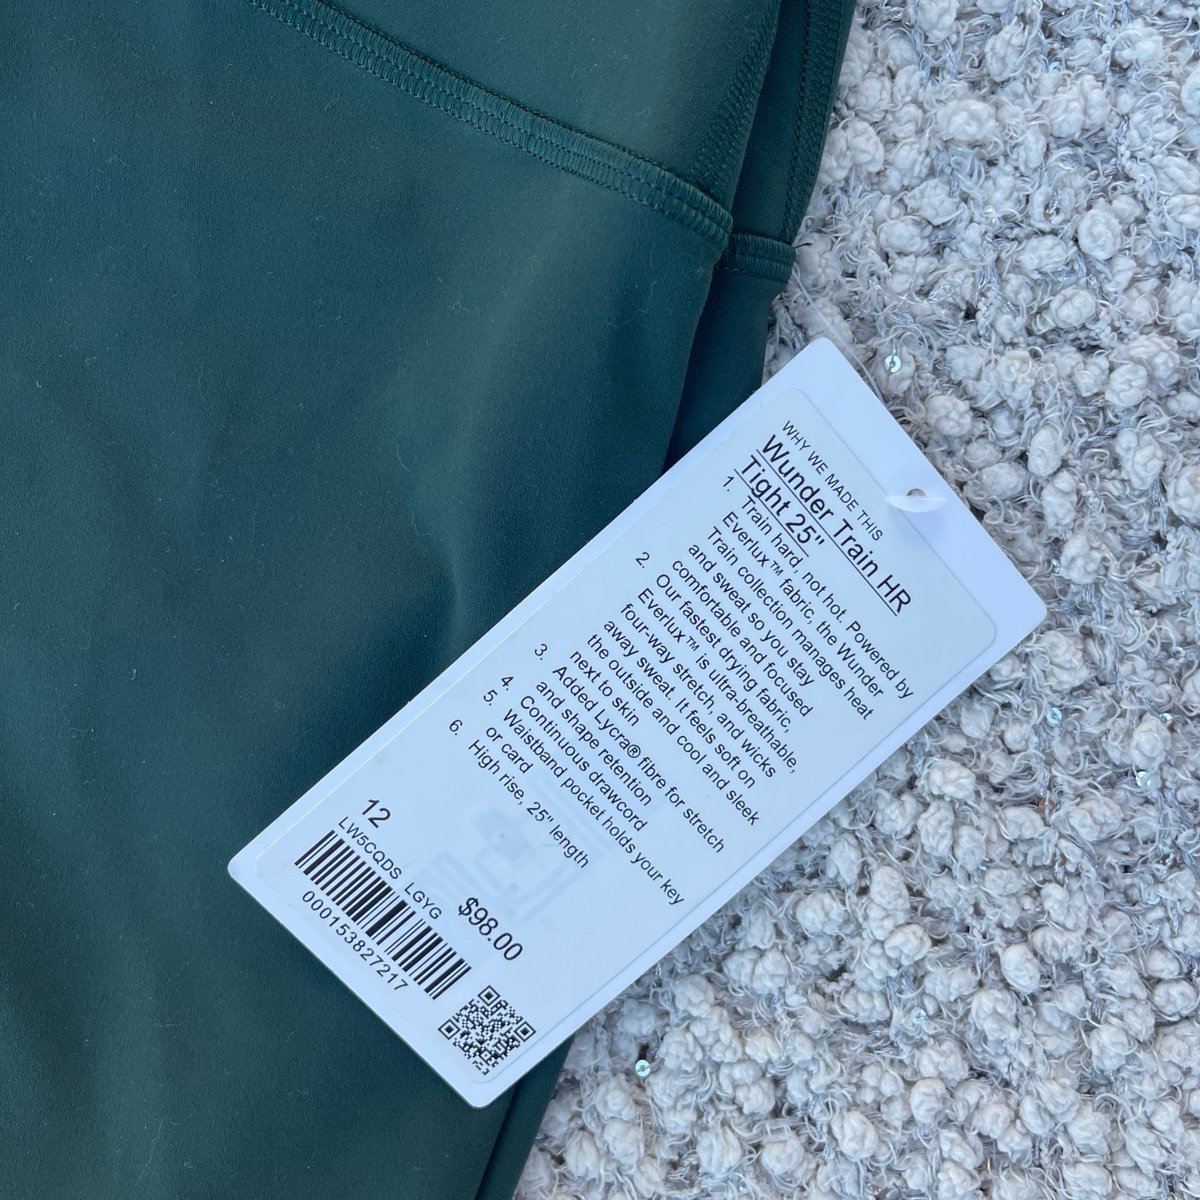 WHY WE MADE THIS
Wunder Train HR
Tight 25"
1. Train hard, not hot. Powered by
Everlux™ fabric, the Wunder
Train collection manages heat
and sweat so you stay
comfortable and focused
2. Our fastest drying fabric,
Everlux™ is ultra-breathable,
four-way stretch, and wicks
away sweat. It feels soft on
the outside and cool and sleek
next to skin
3. Added Lycra® fibre for stretch
and shape retention
4. Continuous drawcord
5. Waistband pocket holds your key
or card
6. High rise, 25" length
12
LW5CQDS LGYG
$98.00
000153827217